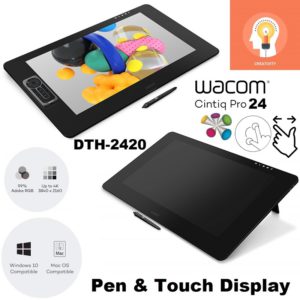 CREATIVITY
wacom
Cintiq Pro 24
DTH-2420
99%
Adobe RGB
Up to 4K
3840 x 2160
Windows 10
Compatible
Mac
Mac OS
Compatible
Pen & Touch Display